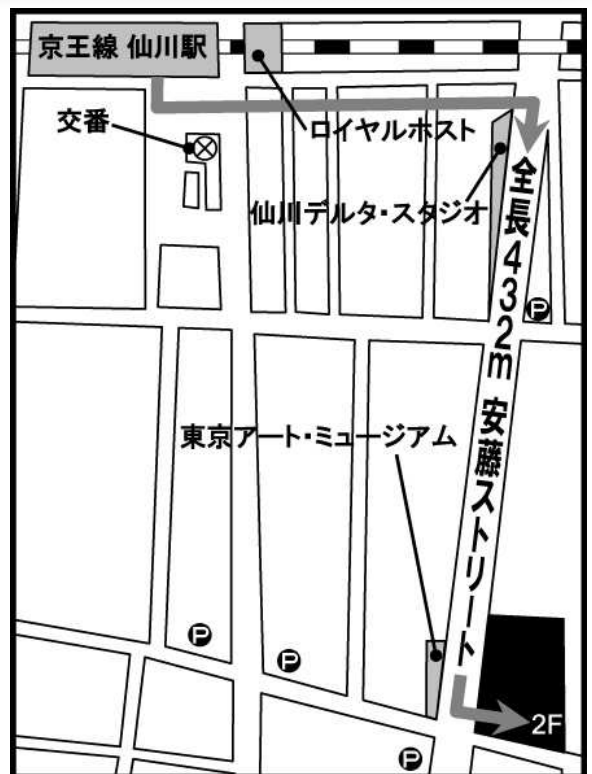 京王線 仙川駅
交番
ロイヤルホスト
仙川デルタ・スタジオ
全長432m 安藤ストリート
P
東京アート・ミュージアム
P
P
2F
P